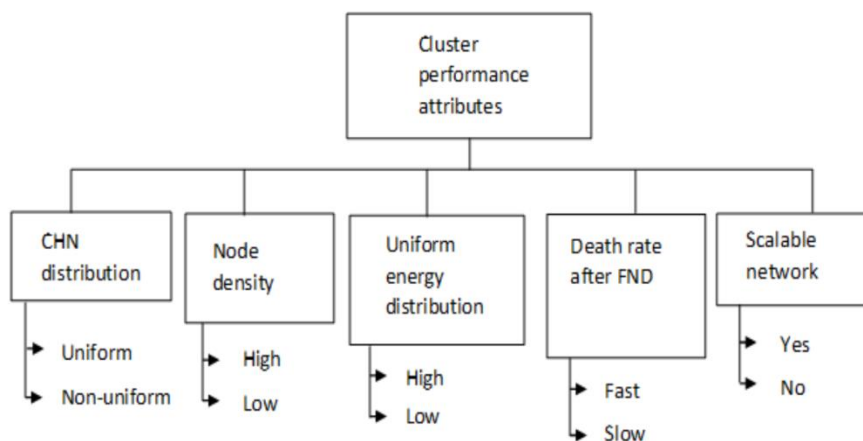 Cluster
performance
attributes
CHN
distribution
Uniform
Non-uniform
Node
density
High
Low
Uniform
energy
distribution
High
Low
Death rate
after FND
Fast
Slow
Scalable
network
Yes
No